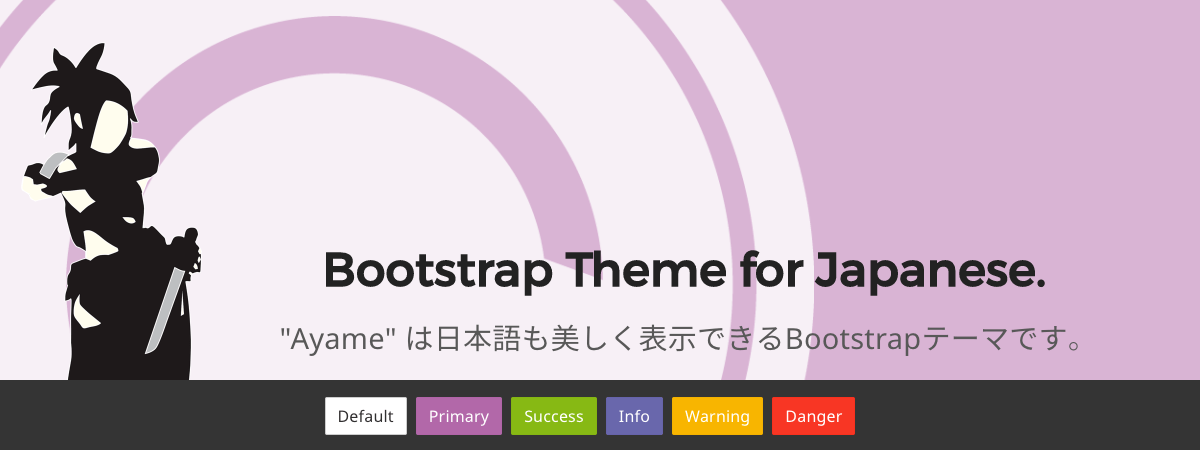 Bootstrap Theme for Japanese.
"Ayame" は日本語も美しく表示できるBootstrapテーマです。
Default Primary Success Info Warning Danger